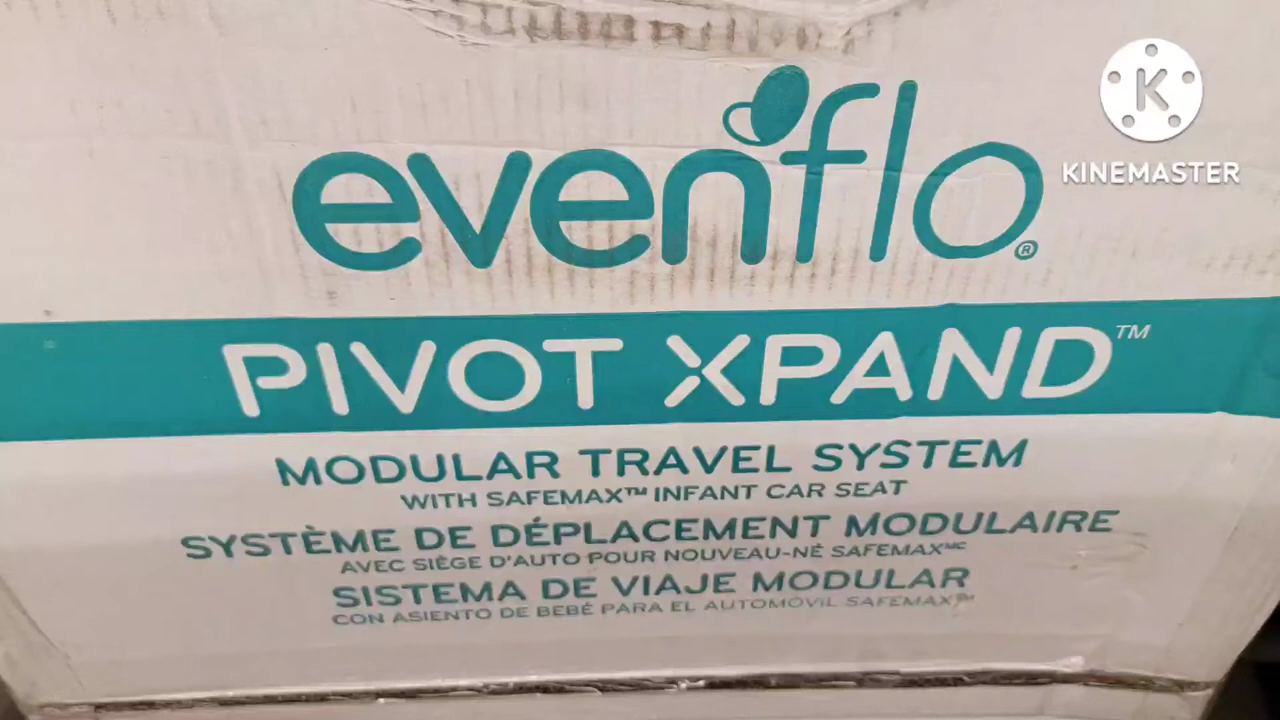 evenflo®
K
KINEMASTER
PIVOT XPAND™
MODULAR TRAVEL SYSTEM
WITH SAFEMAX™ INFANT CAR SEAT
SYSTÈME DE DÉPLACEMENT MODULAIRE
AVEC SIÈGE D'AUTO POUR NOUVEAU-NÉ SAFEMAXᴹᶜ
SISTEMA DE VIAJE MODULAR
CON ASIENTO DE BEBÉ PARA EL AUTOMÓVIL SAFEMAX™